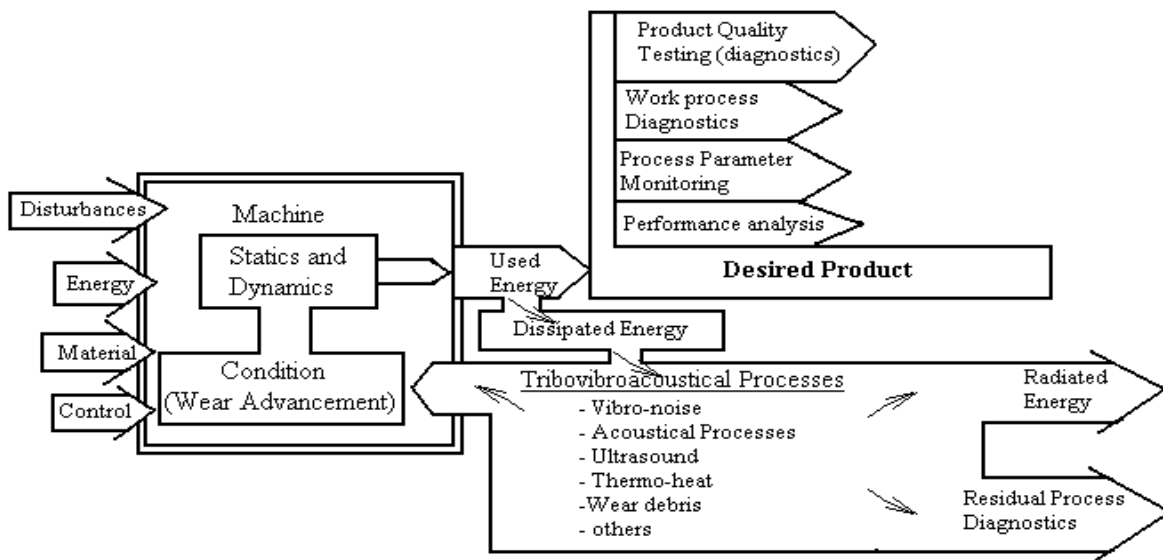 Product Quality
Testing (diagnostics)
Work process
Diagnostics
Process Parameter
Monitoring
Performance analysis
Desired Product
Disturbances
Energy
Material
Control
Machine
Statics and
Dynamics
Condition
(Wear Advancement)
Used
Energy
Dissipated Energy
Tribovibroacoustical Processes
- Vibro-noise
- Acoustical Processes
- Ultrasound
- Thermo-heat
-Wear debris
- others
Radiated
Energy
Residual Process
Diagnostics